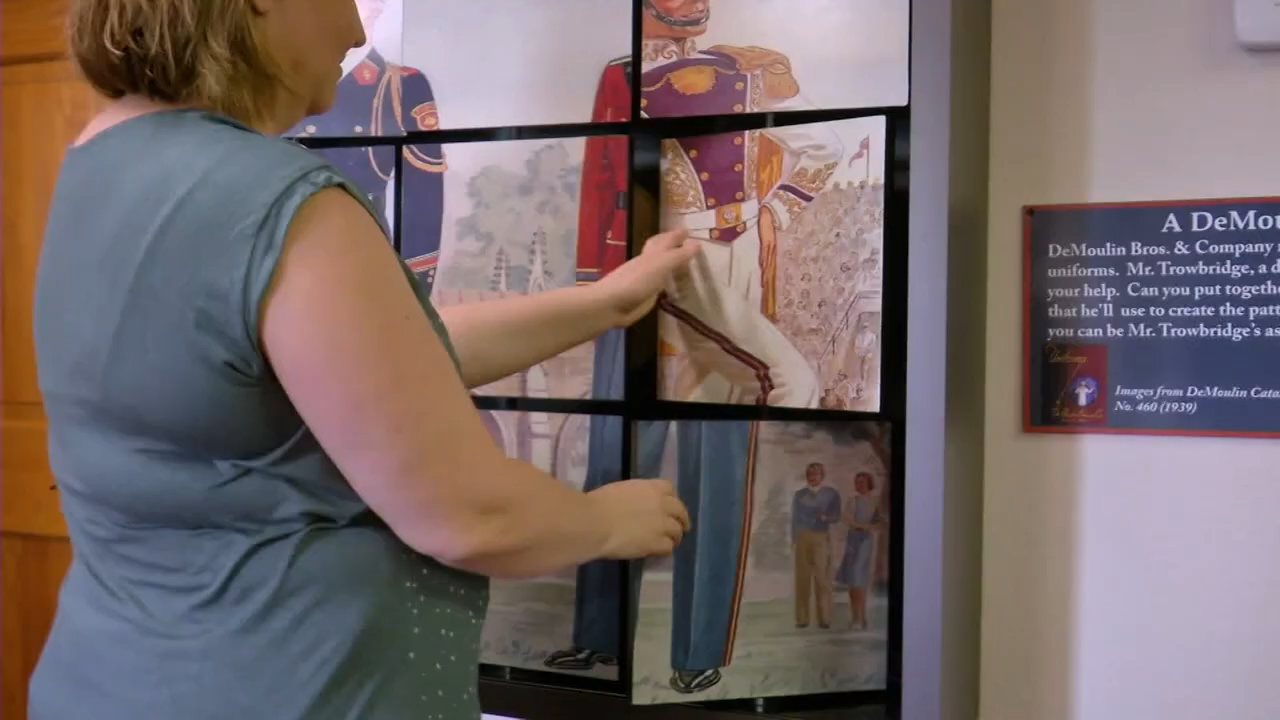 A DeMou
DeMoulin Bros. & Company
uniforms. Mr. Trowbridge, a d
your help. Can you put togethe
that he'll use to create the patt
you can be Mr. Trowbridge's as
Images from DeMoulin Cata
No. 460 (1939)